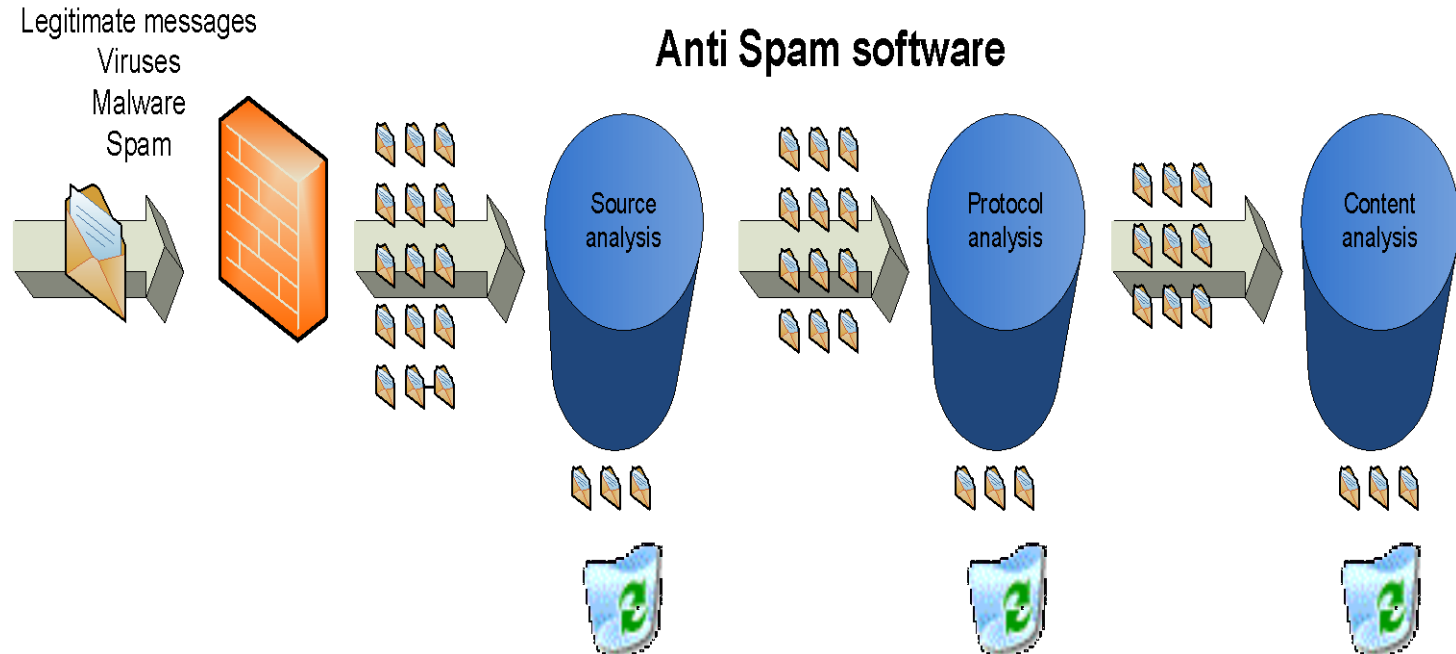 Legitimate messages
Viruses
Malware
Spam
Anti Spam software
Source
analysis
Protocol
analysis
Content
analysis